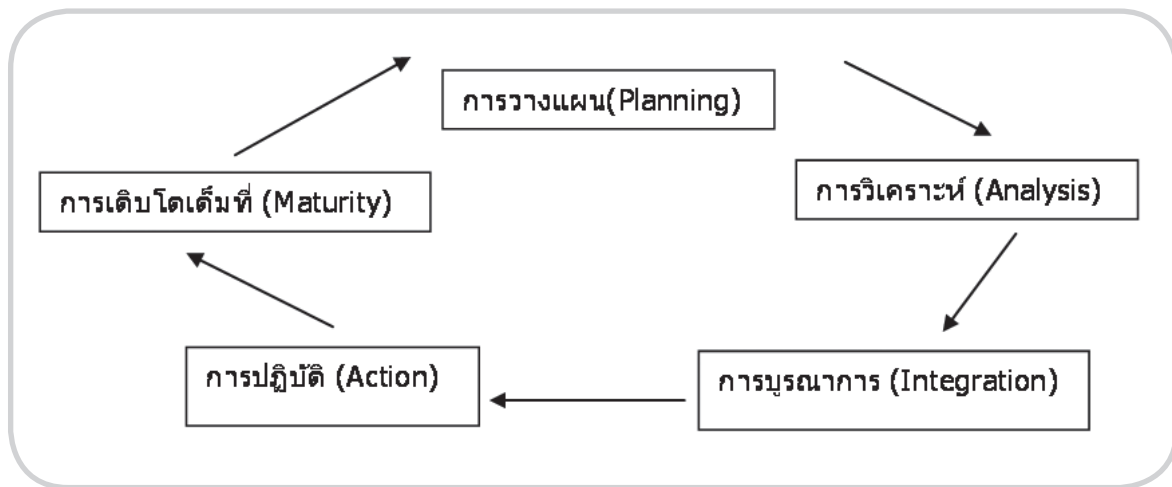 การวางแผน(Planning)
การวิเคราะห์ (Analysis)
การบูรณาการ (Integration)
การปฏิบัติ (Action)
การเติบโตเต็มที่ (Maturity)